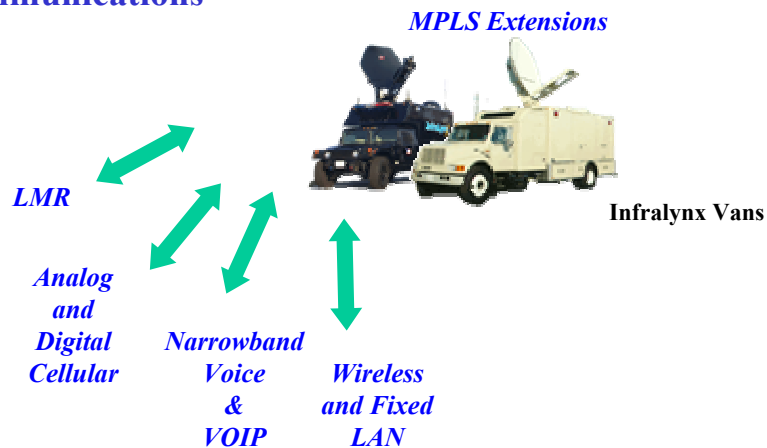 MPLS Extensions
LMR
Infralynx Vans
Analog
and
Digital
Cellular
Narrowband
Voice
&
VOIP
Wireless
and Fixed
LAN